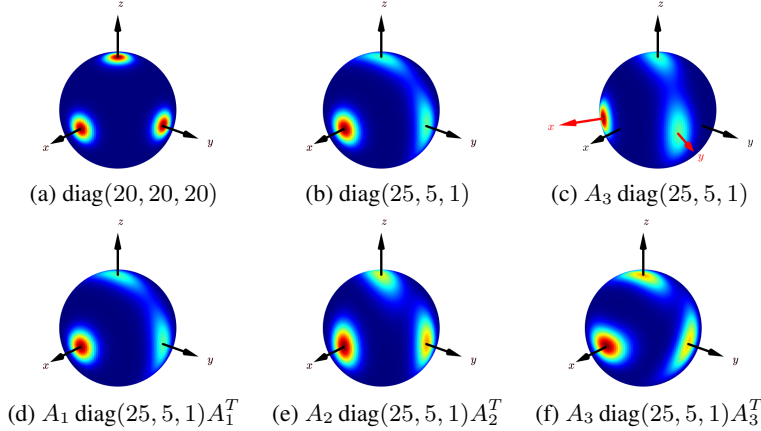 z
x
y
(a) diag(20, 20, 20)
z
x
y
(b) diag(25, 5, 1)
z
x
x
y
y
(c) A₃ diag(25, 5, 1)
z
x
y
(d) A₁ diag(25, 5, 1)A₁ᵀ
z
x
y
(e) A₂ diag(25, 5, 1)A₂ᵀ
z
x
y
(f) A₃ diag(25, 5, 1)A₃ᵀ